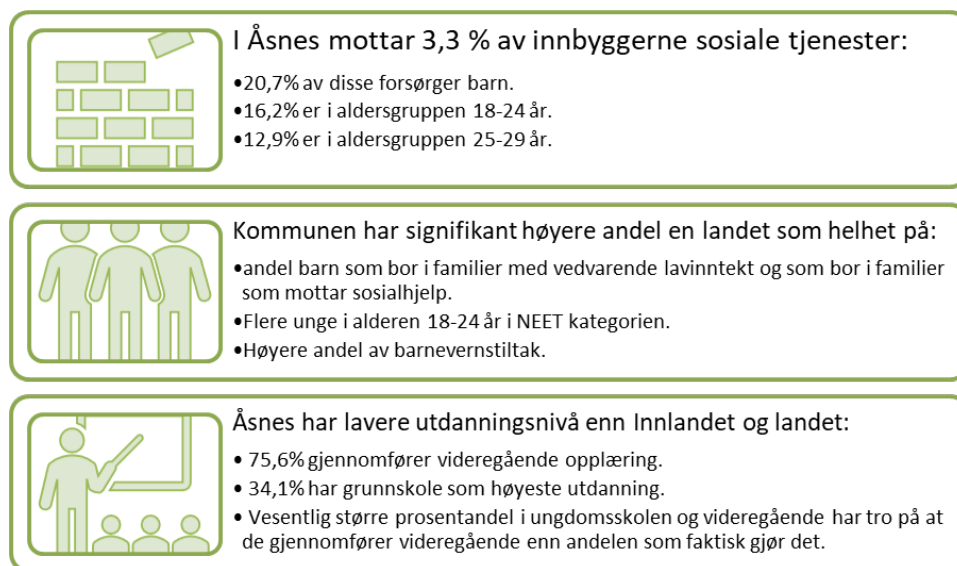 I Åsnes mottar 3,3 % av innbyggerne sosiale tjenester:
•20,7% av disse forsørger barn.
•16,2% er i aldersgruppen 18-24 år.
•12,9% er i aldersgruppen 25-29 år.
Kommunen har signifikant høyere andel en landet som helhet på:
•andel barn som bor i familier med vedvarende lavinntekt og som bor i familier
som mottar sosialhjelp.
•Flere unge i alderen 18-24 år i NEET kategorien.
•Høyere andel av barnevernstiltak.
Åsnes har lavere utdanningsnivå enn Innlandet og landet:
• 75,6% gjennomfører videregående opplæring.
• 34,1% har grunnskole som høyeste utdanning.
• Vesentlig større prosentandel i ungdomsskolen og videregående har tro på at
de gjennomfører videregående enn andelen som faktisk gjør det.